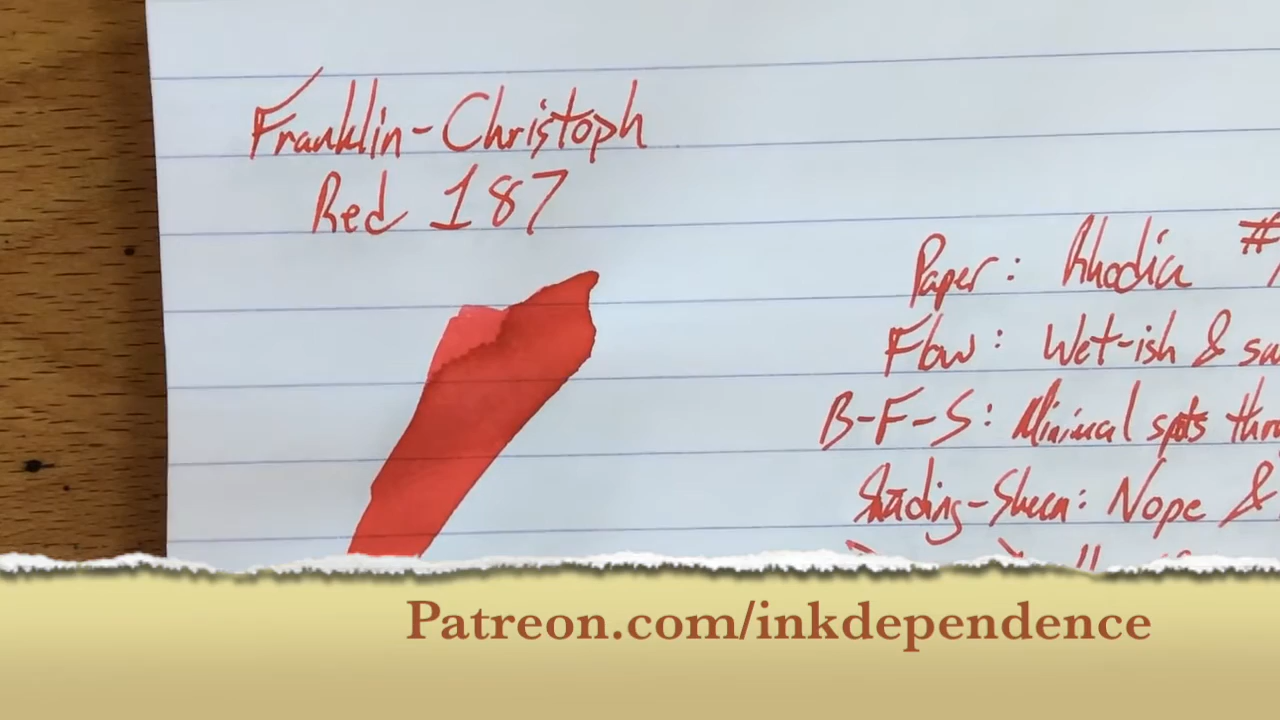 Franklin-Christoph
Red 187
Paper: Rhodia #
Flow: Wet-ish &
B-F-S: Minimal spots
Shading-Sheen: Nope &
Patreon.com/inkdependence